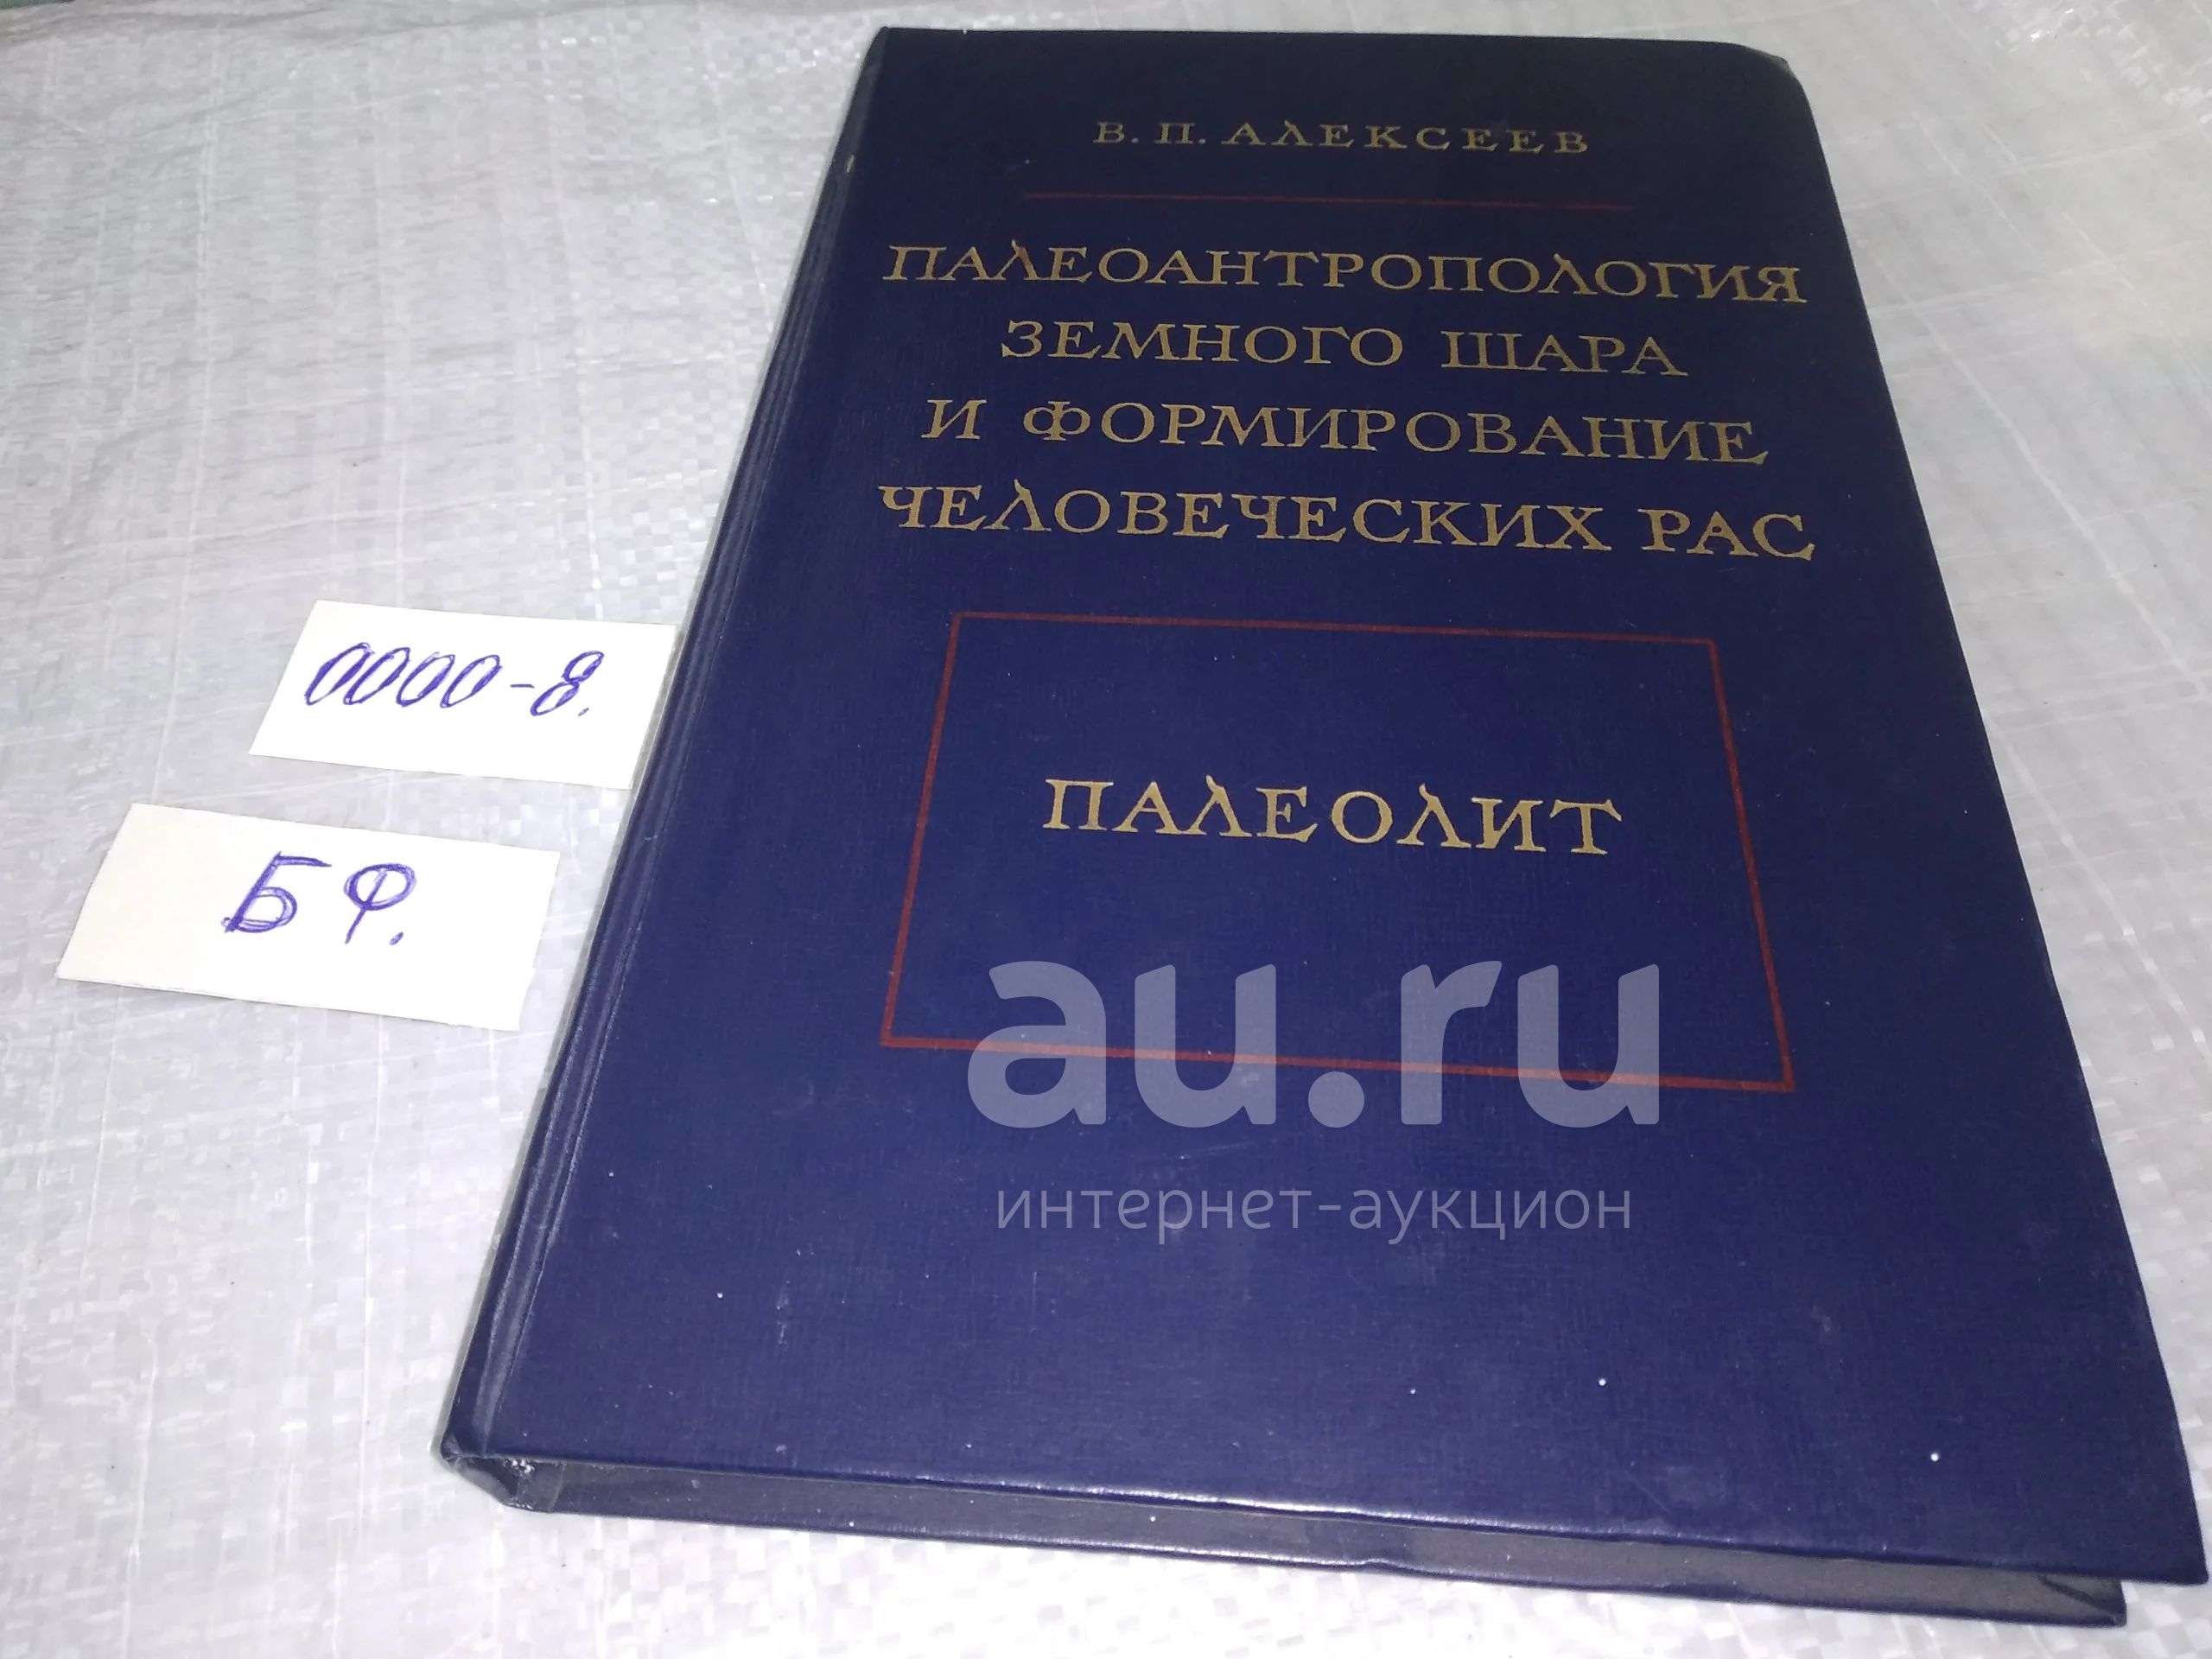 В. П. АЛЕКСЕЕВ
ПАЛЕОАНТРОПОЛОГИЯ
ЗЕМНОГО ШАРА
И ФОРМИРОВАНИЕ
ЧЕЛОВЕЧЕСКИХ РАС
ПАЛЕОЛИТ
0000-8.
БФ.
au.ru
интернет-аукцион